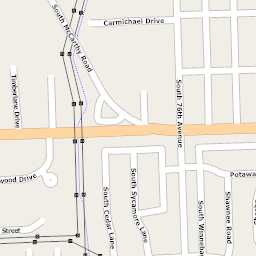 Carmichael Drive
South McCarthy Road
Timberlane Drive
South 76th Avenue
wood Drive
Potawa
South Cedar Lane
South Sycamore Lane
South Winneba
Shawnee Road
Street